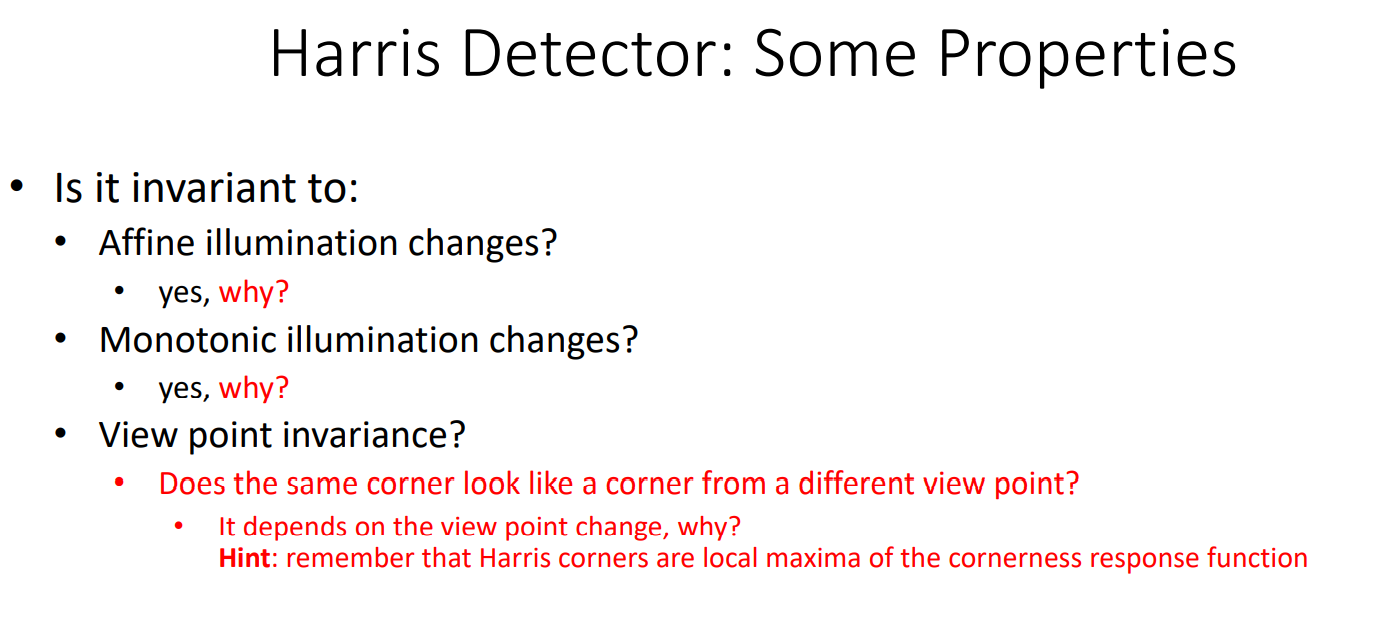 Harris Detector: Some Properties
• Is it invariant to:
• Affine illumination changes?
• yes, why?
• Monotonic illumination changes?
• yes, why?
• View point invariance?
• Does the same corner look like a corner from a different view point?
• It depends on the view point change, why?
Hint: remember that Harris corners are local maxima of the cornerness response function